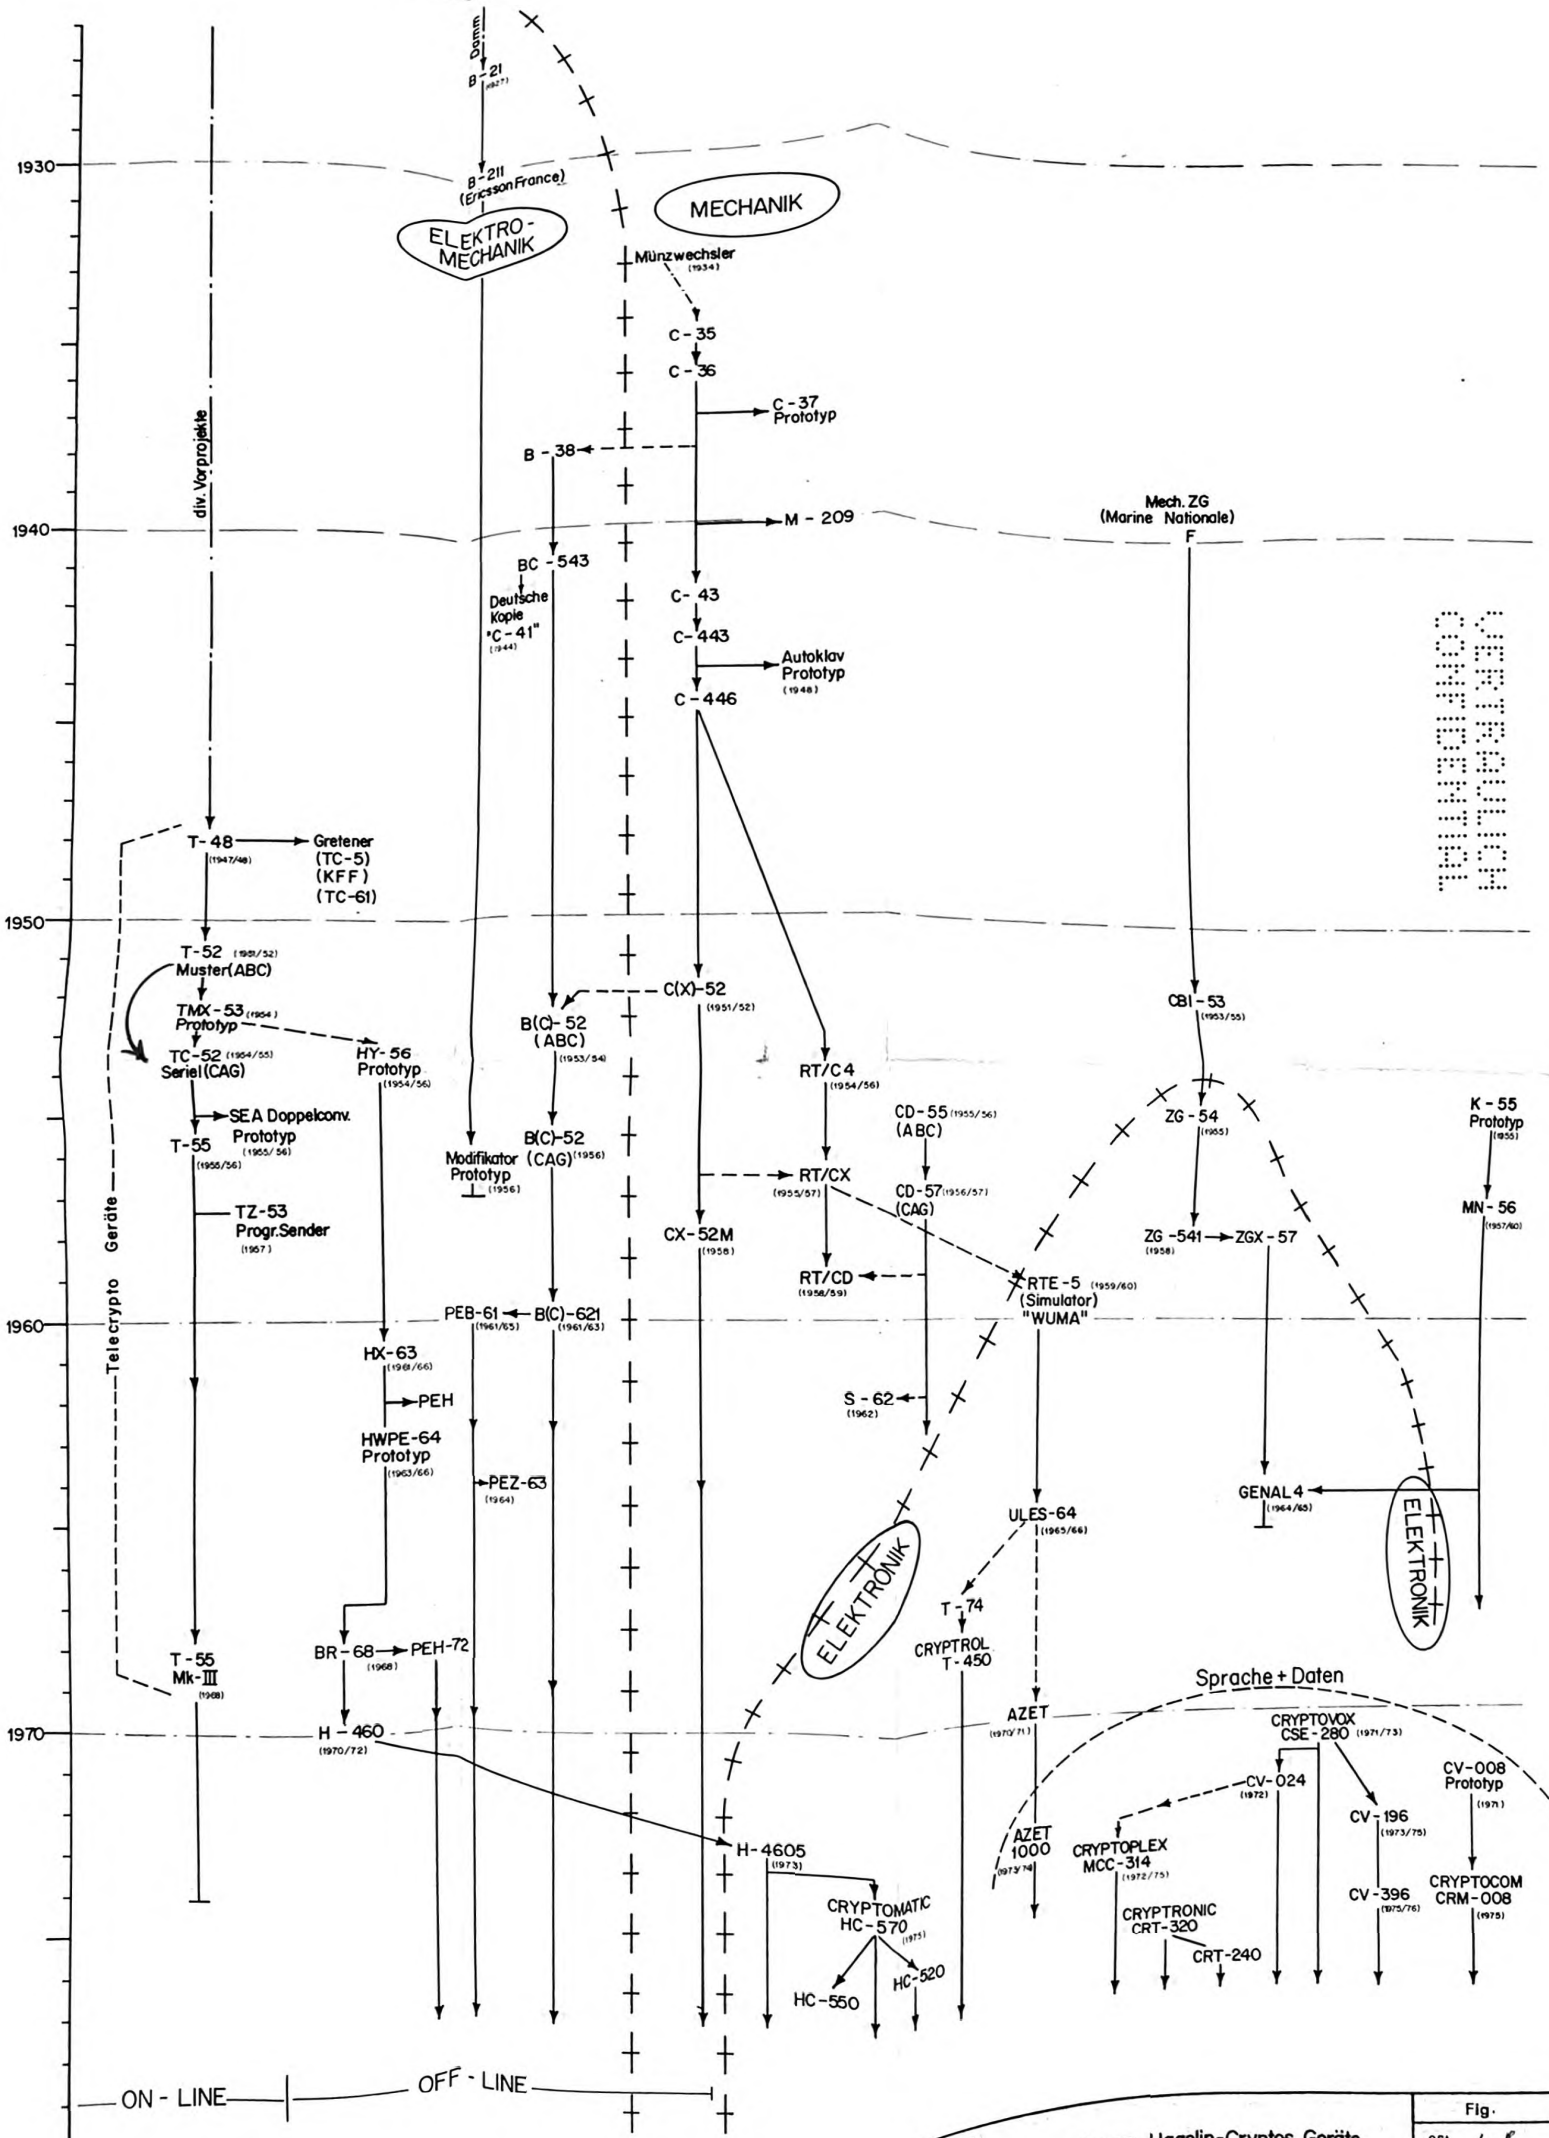 Damm
B-21
(1927)
1930
B-211
(Ericsson France)
ELEKTRO-
MECHANIK
MECHANIK
Münzwechsler
(1934)
C-35
C-36
C-37
Prototyp
B-38
div. Vorprojekte
1940
M-209
Mech. ZG
(Marine Nationale)
F
BC-543
Deutsche
Kopie
"C-41"
(1944)
C-43
C-443
Autoklav
Prototyp
(1948)
C-446
VERTRAULICH
CONFIDENTIAL
T-48
(1947/48)
Gretener
(TC-5)
(KFF)
(TC-61)
1950
T-52 (1951/52)
Muster(ABC)
TMX-53 (1954)
Prototyp
TC-52 (1954/55)
Seriel(CAG)
HY-56
Prototyp
(1954/56)
B(C)-52
(ABC)
(1953/54)
C(X)-52
(1951/52)
CBI-53
(1953/55)
RT/C4
(1954/56)
SEA Doppelconv.
Prototyp
(1955/56)
T-55
(1955/56)
Modifikator
Prototyp
(1956)
B(C)-52
(CAG) (1956)
CD-55 (1955/56)
(ABC)
ZG-54
(1955)
K-55
Prototyp
(1955)
RT/CX
(1955/57)
CD-57 (1956/57)
(CAG)
TZ-53
Progr.Sender
(1957)
Telecrypto Geräte
CX-52M
(1958)
ZG-541
(1958)
ZGX-57
MN-56
(1957/60)
RT/CD
(1958/59)
RTE-5 (1959/60)
(Simulator)
"WUMA"
1960
PEB-61
(1961/65)
B(C)-621
(1961/63)
HX-63
(1961/66)
PEH
S-62
(1962)
HWPE-64
Prototyp
(1963/66)
PEZ-63
(1964)
GENAL 4
(1964/65)
ULES-64
(1965/66)
ELEKTRONIK
ELEKTRONIK
T-74
CRYPTROL
T-450
T-55
Mk-III
(1968)
BR-68
(1968)
PEH-72
Sprache+Daten
1970
H-460
(1970/72)
AZET
(1970/71)
CRYPTOVOX
CSE-280 (1971/73)
CV-024
(1972)
CV-008
Prototyp
(1971)
CV-196
(1973/75)
H-4605
(1973)
AZET
1000
(1973/74)
CRYPTOPLEX
MCC-314
(1972/75)
CRYPTOMATIC
HC-570
(1975)
CRYPTRONIC
CRT-320
CV-396
(1975/76)
CRYPTOCOM
CRM-008
(1975)
CRT-240
HC-550
HC-520
ON-LINE
OFF-LINE
Fig.
Hagelin-Cryptos Geräte